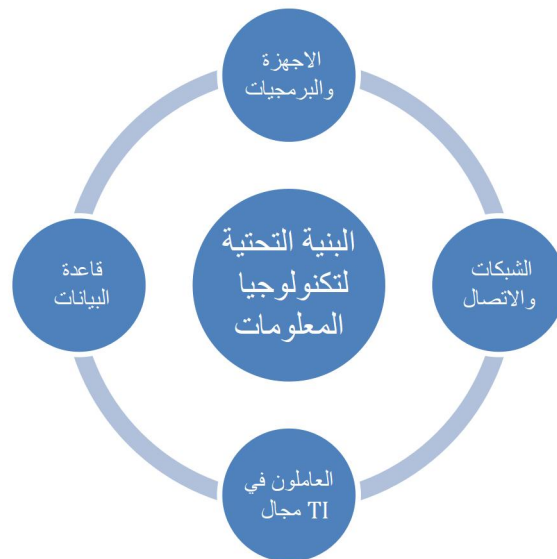 الاجهزة
والبرمجيات
البنية التحتية
لتكنولوجيا
المعلومات
الشبكات
والاتصال
قاعدة
البيانات
العاملون في
مجال TI